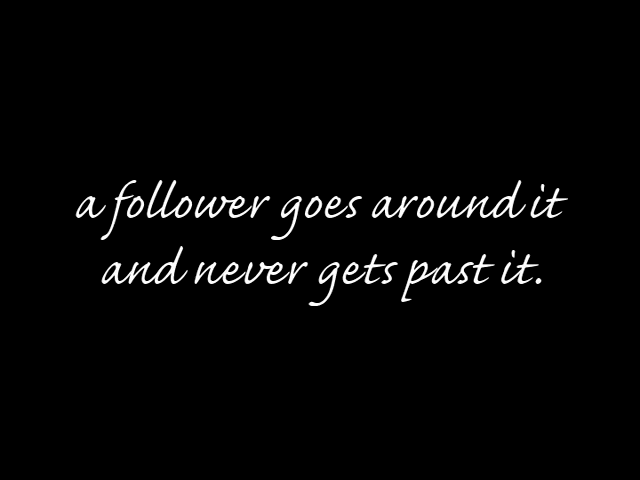 a follower goes around it
and never gets past it.